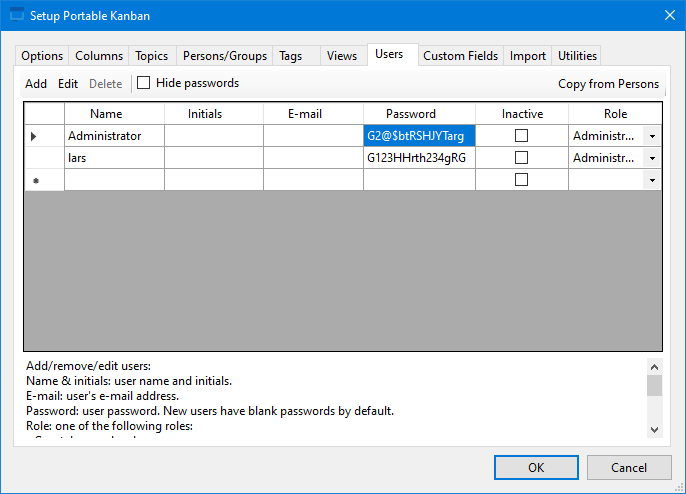 Setup Portable Kanban
Options Columns Topics Persons/Groups Tags Views Users Custom Fields Import Utilities
Add Edit Delete Hide passwords Copy from Persons
Name Initials E-mail Password Inactive Role
Administrator G2@$btRSHJYTarg Administr...
lars G123HHrth234gRG Administr...
Add/remove/edit users:
Name & initials: user name and initials.
E-mail: user's e-mail address.
Password: user password. New users have blank passwords by default.
Role: one of the following roles:
OK Cancel